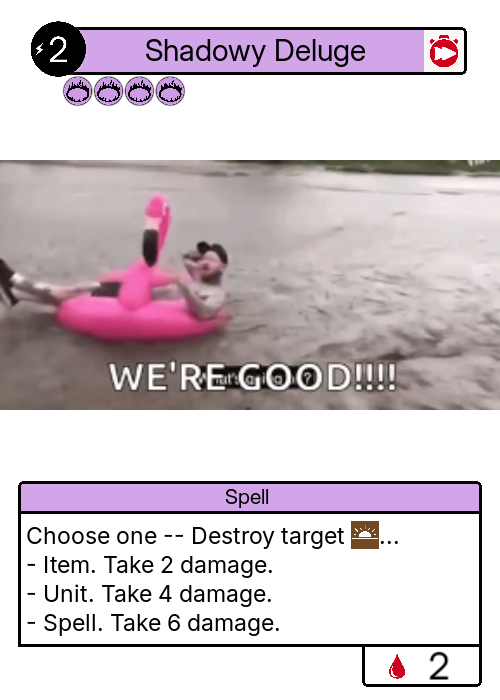 2 Shadowy Deluge
WE'RE GOOD!!!!
Spell
Choose one -- Destroy target ...
- Item. Take 2 damage.
- Unit. Take 4 damage.
- Spell. Take 6 damage.
2